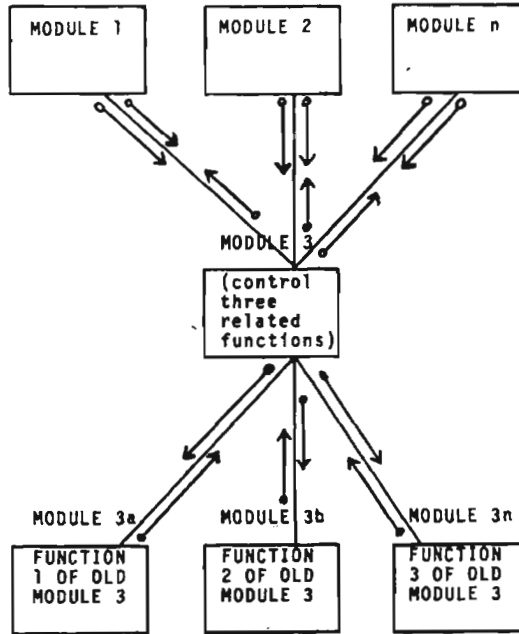 MODULE 1
MODULE 2
MODULE n
MODULE 3
(control
three
related
functions)
MODULE 3a
MODULE 3b
MODULE 3n
FUNCTION
1 OF OLD
MODULE 3
FUNCTION
2 OF OLD
MODULE 3
FUNCTION
3 OF OLD
MODULE 3